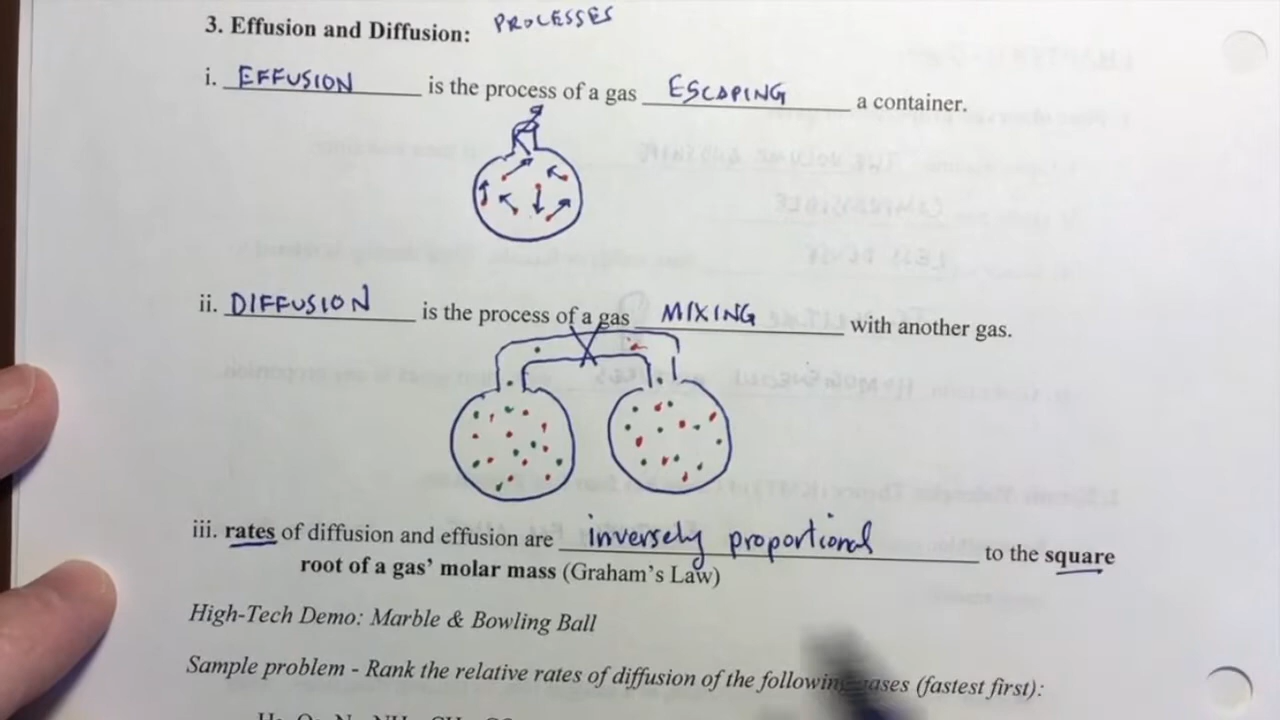 3. Effusion and Diffusion: PROCESSES
i. EFFUSION is the process of a gas ESCAPING a container.
ii. DIFFUSION is the process of a gas MIXING with another gas.
iii. rates of diffusion and effusion are inversely proportional to the square
root of a gas' molar mass (Graham's Law)
High-Tech Demo: Marble & Bowling Ball
Sample problem - Rank the relative rates of diffusion of the following gases (fastest first):